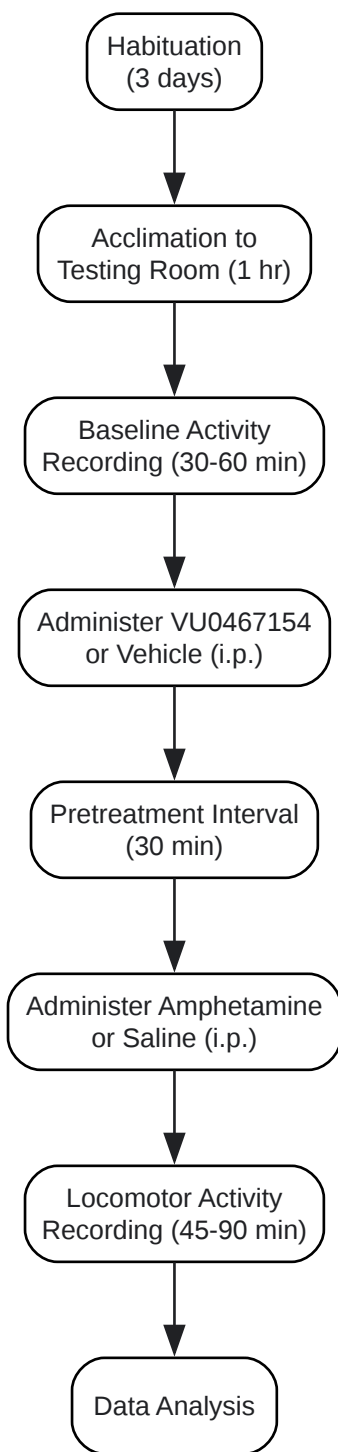 Habituation
(3 days)
Acclimation to
Testing Room (1 hr)
Baseline Activity
Recording (30-60 min)
Administer VU0467154
or Vehicle (i.p.)
Pretreatment Interval
(30 min)
Administer Amphetamine
or Saline (i.p.)
Locomotor Activity
Recording (45-90 min)
Data Analysis